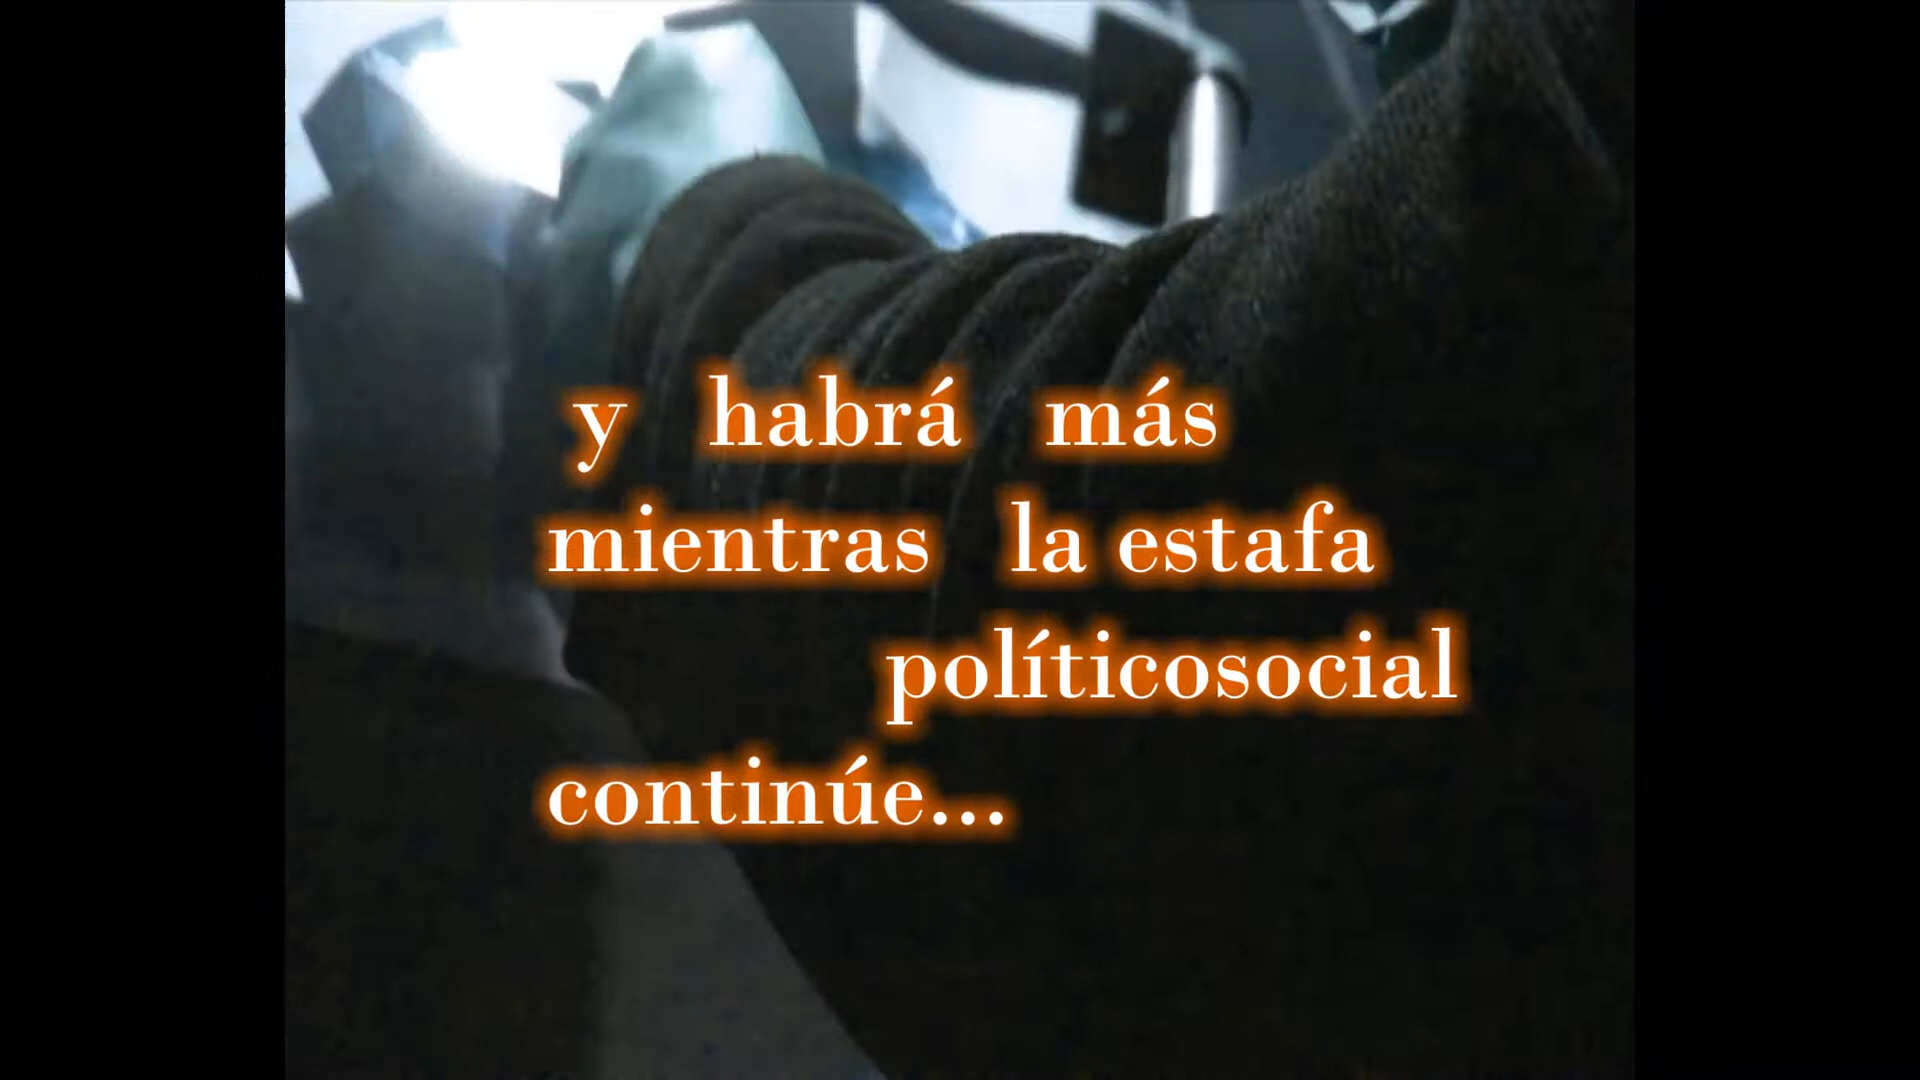 y habrá más
mientras la estafa
políticosocial
continúe...